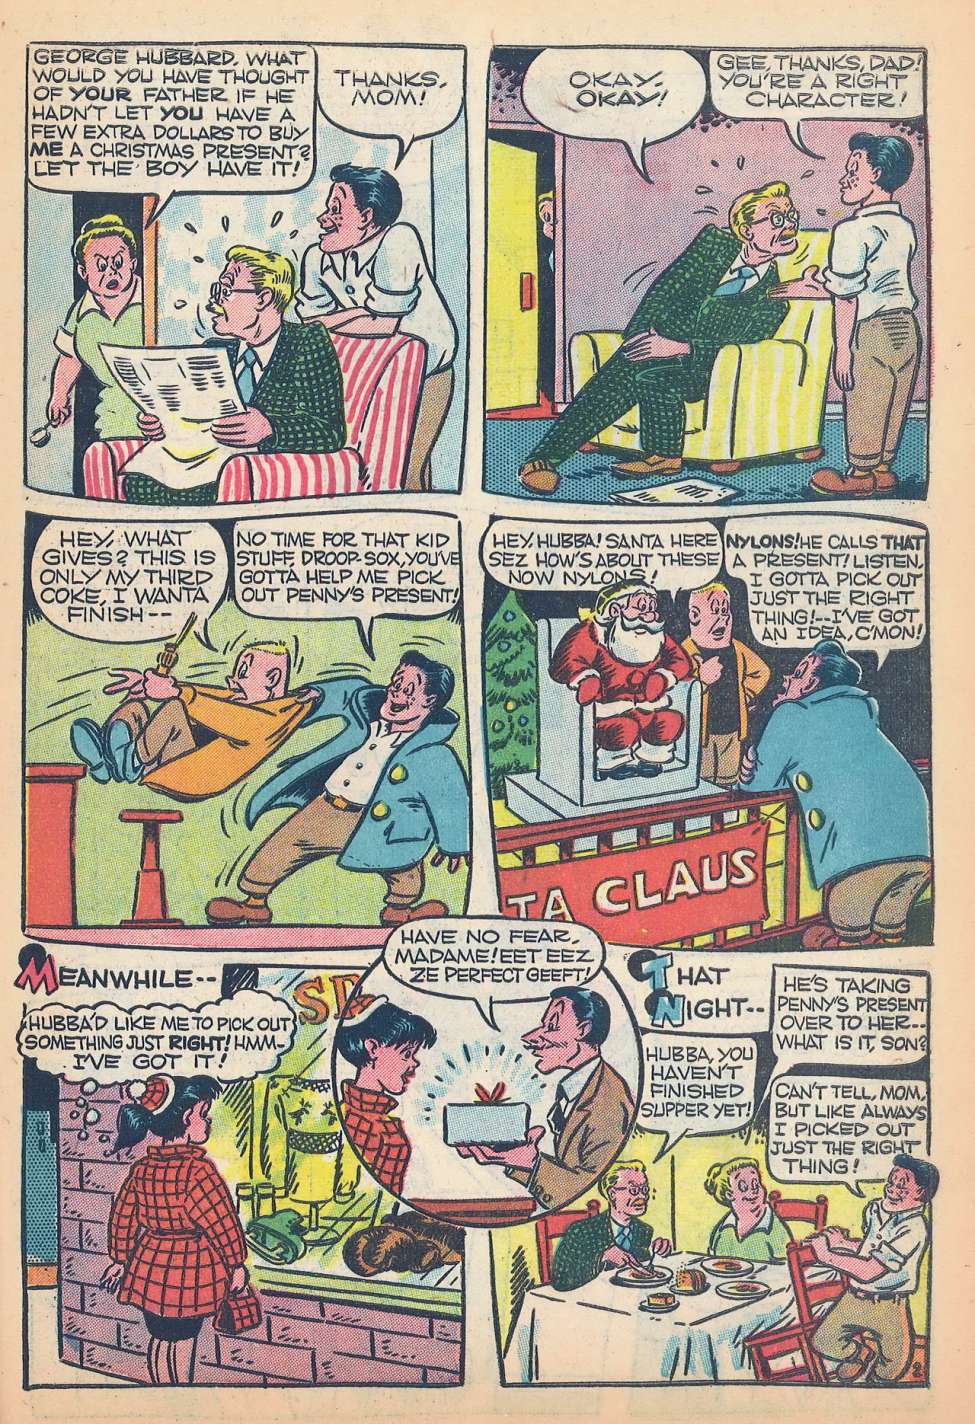 GEORGE HUBBARD, WHAT
WOULD YOU HAVE THOUGHT
OF YOUR FATHER IF HE
HADN'T LET YOU HAVE A
FEW EXTRA DOLLARS TO BUY
ME A CHRISTMAS PRESENT?
LET THE BOY HAVE IT!
THANKS,
MOM!
OKAY,
OKAY!
GEE, THANKS, DAD!
YOU'RE A RIGHT
CHARACTER!
HEY, WHAT
GIVES? THIS IS
ONLY MY THIRD
COKE, I WANTA
FINISH--
NO TIME FOR THAT KID
STUFF, DROOP-SOX, YOU'VE
GOTTA HELP ME PICK
OUT PENNY'S PRESENT!
HEY, HUBBA! SANTA HERE
SEZ HOW'S ABOUT THESE
NOW NYLONS!
NYLONS! HE CALLS THAT
A PRESENT! LISTEN,
I GOTTA PICK OUT
JUST THE RIGHT
THING!--I'VE GOT
AN IDEA, C'MON!
TA CLAUS
MEANWHILE--
HUBBA'D LIKE ME TO PICK OUT
SOMETHING JUST RIGHT! HMM--
I'VE GOT IT!
SP
HAVE NO FEAR,
MADAME! EET EEZ
ZE PERFECT GEEFT!
THAT
NIGHT--
HUBBA, YOU
HAVEN'T
FINISHED
SUPPER YET!
HE'S TAKING
PENNY'S PRESENT
OVER TO HER--
WHAT IS IT, SON?
CAN'T TELL, MOM,
BUT LIKE ALWAYS
I PICKED OUT
JUST THE RIGHT
THING!
2